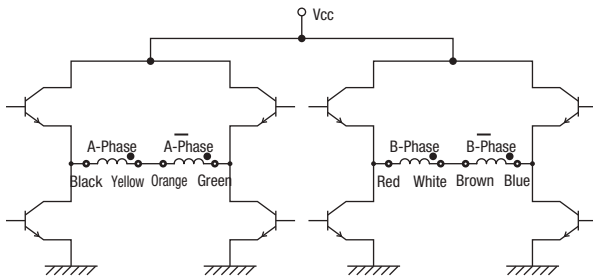 Vcc
A-Phase A-Phase B-Phase B-Phase
Black Yellow Orange Green Red White Brown Blue